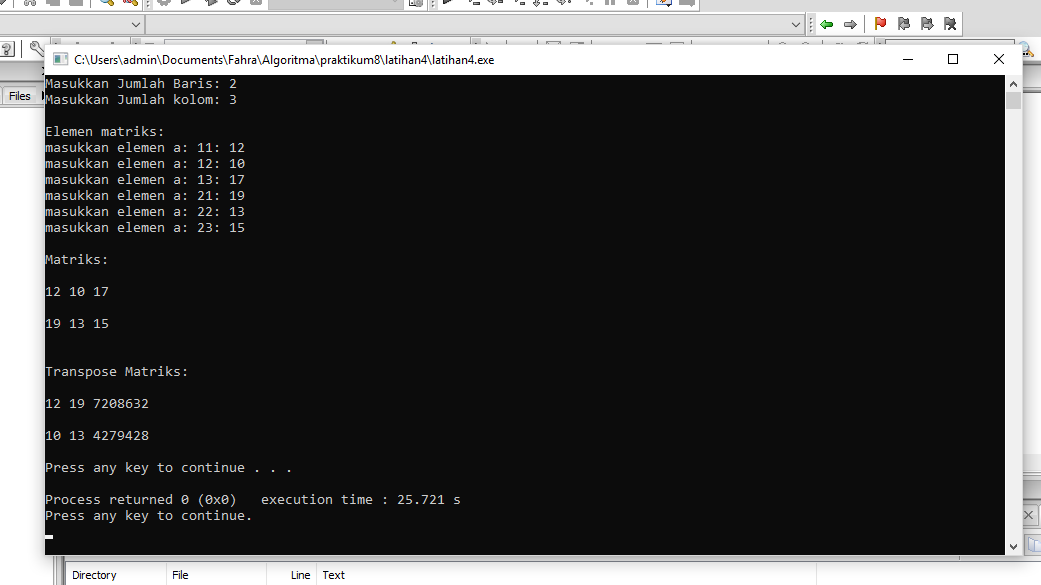 C:\Users\admin\Documents\Fahra\Algoritma\praktikum8\latihan4\latihan4.exe
Files
Masukkan Jumlah Baris: 2
Masukkan Jumlah kolom: 3
Elemen matriks:
masukkan elemen a: 11: 12
masukkan elemen a: 12: 10
masukkan elemen a: 13: 17
masukkan elemen a: 21: 19
masukkan elemen a: 22: 13
masukkan elemen a: 23: 15
Matriks:
12 10 17
19 13 15
Transpose Matriks:
12 19 7208632
10 13 4279428
Press any key to continue . . .
Process returned 0 (0x0)   execution time : 25.721 s
Press any key to continue.
Directory File Line Text